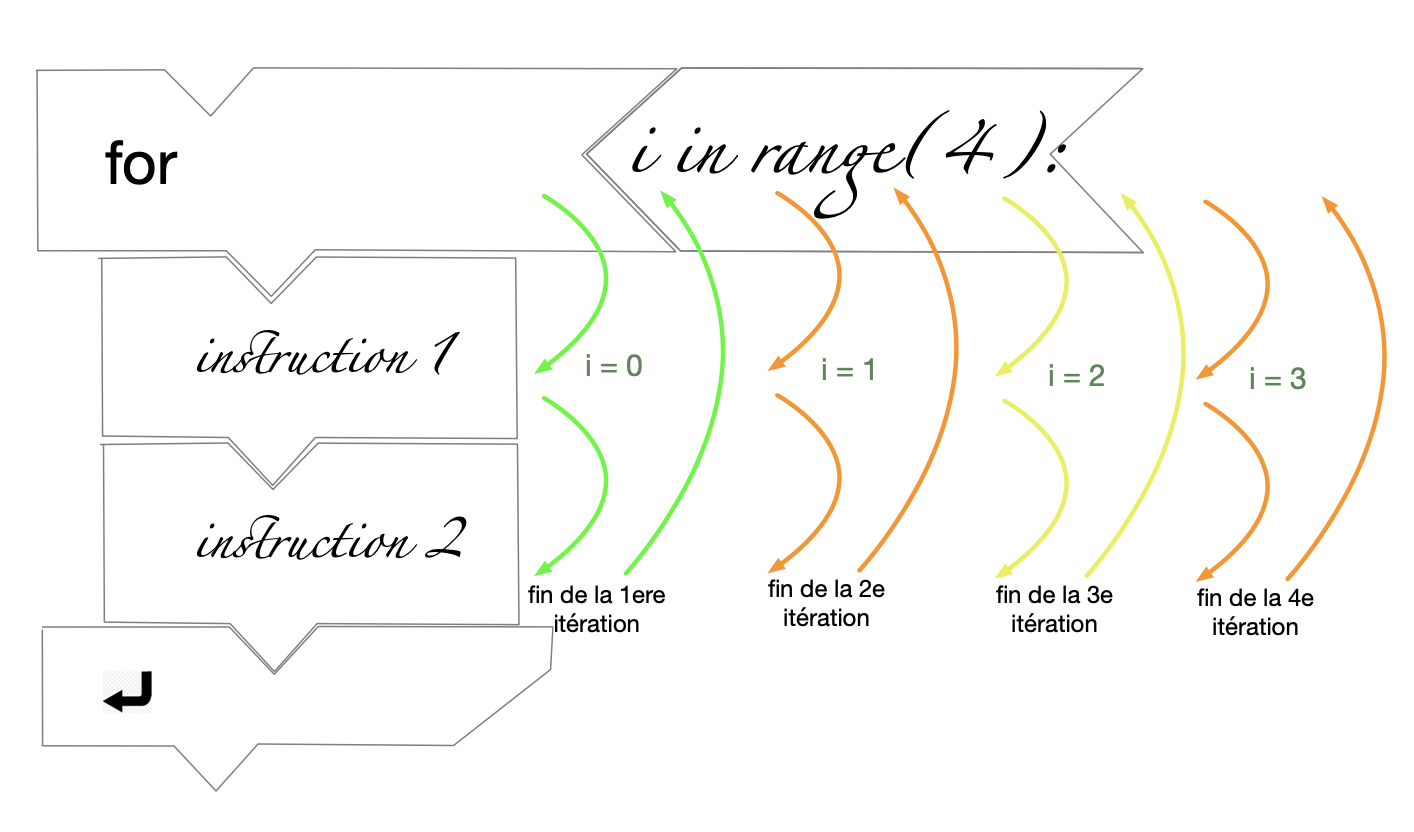 for
i in range( 4 ):
instruction 1
i = 0
i = 1
i = 2
i = 3
instruction 2
fin de la 1ere
itération
fin de la 2e
itération
fin de la 3e
itération
fin de la 4e
itération